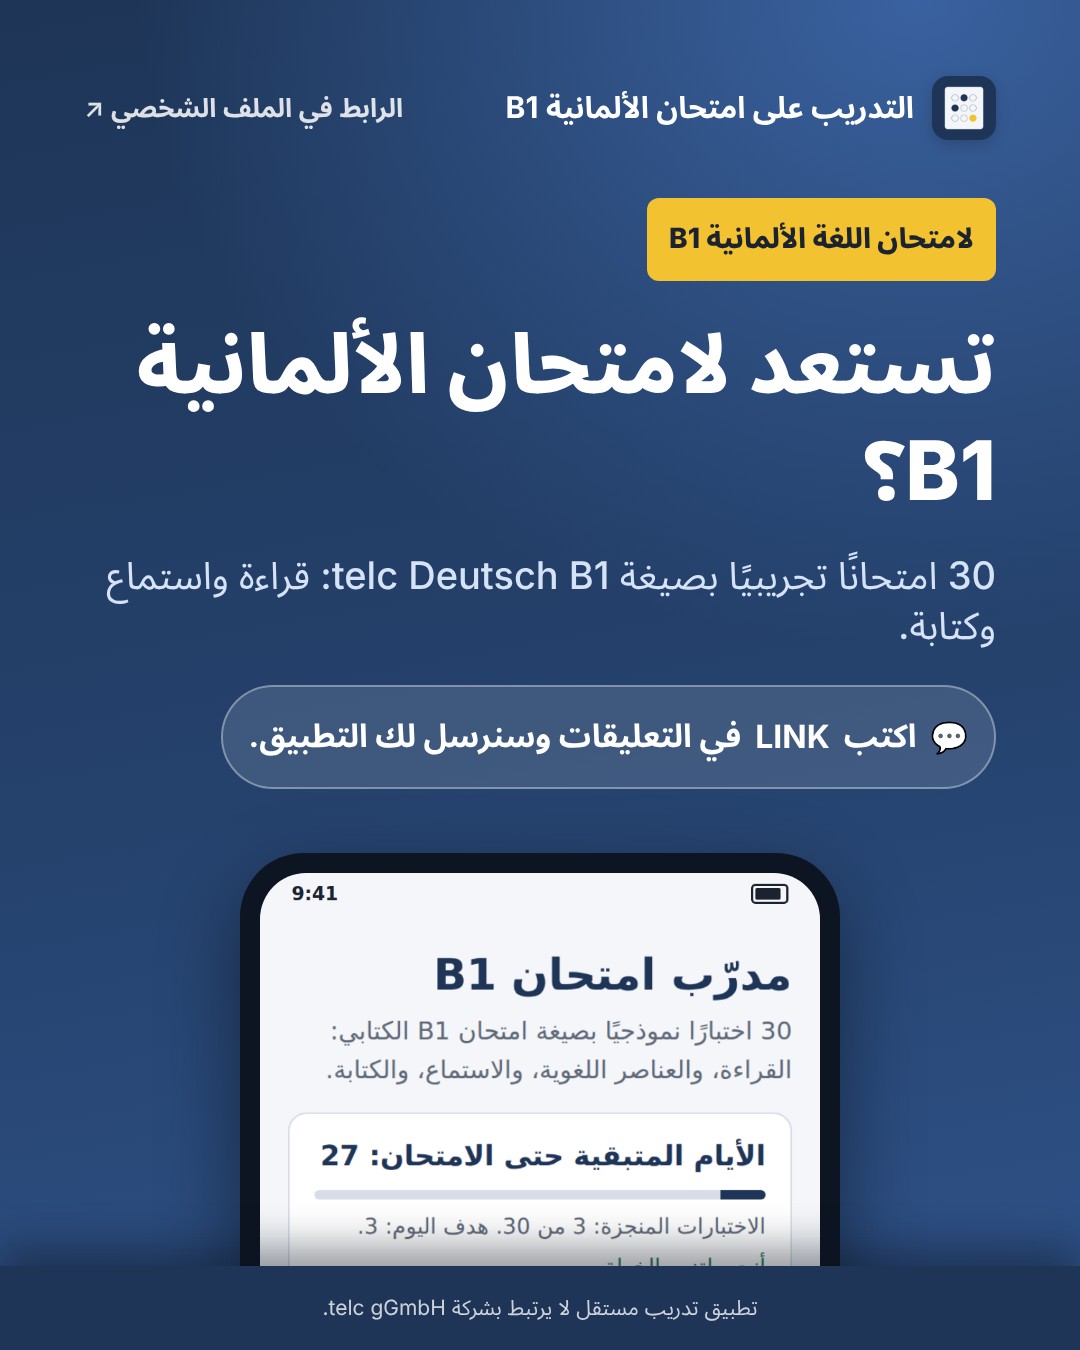 التدريب على امتحان الألمانية B1
الرابط في الملف الشخصي ↗
لامتحان اللغة الألمانية B1
تستعد لامتحان الألمانية
B1؟
30 امتحانًا تجريبيًا بصيغة telc Deutsch B1: قراءة واستماع
وكتابة.
💬 اكتب LINK في التعليقات وسنرسل لك التطبيق.
9:41
مدرّب امتحان B1
30 اختبارًا نموذجيًا بصيغة امتحان B1 الكتابي:
القراءة، والعناصر اللغوية، والاستماع، والكتابة.
الأيام المتبقية حتى الامتحان: 27
الاختبارات المنجزة: 3 من 30. هدف اليوم: 3.
تطبيق تدريب مستقل لا يرتبط بشركة telc gGmbH.